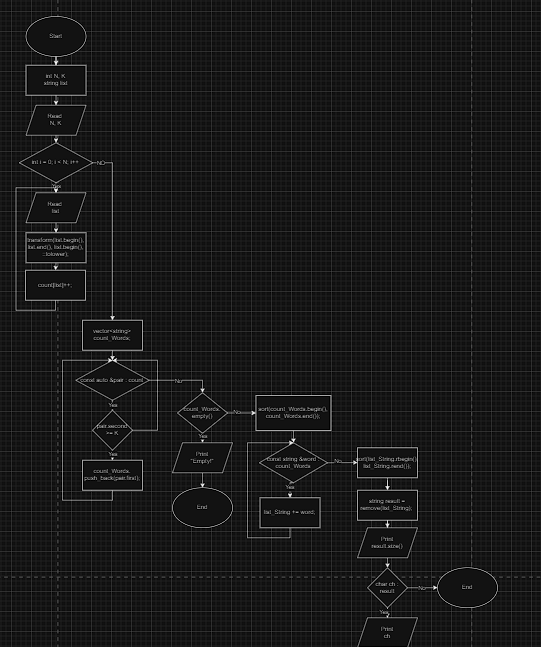 Start
int N, K
string list
Read
N, K
int i = 0; i < N; i++
NO
Yes
Read
list
transform(list.begin(),
list.end(), list.begin(),
::tolower);
count[list]++;
vector<string>
count_Words;
const auto &pair : count
No
Yes
pair.second
>= K
Yes
count_Words.
push_back(pair.first);
count_Words.
empty()
No
Yes
Print
"Empty!"
End
sort(count_Words.begin(),
count_Words.end());
const string &word :
count_Words
No
Yes
list_String += word;
sort(list_String.rbegin(),
list_String.rend());
string result =
remove(list_String);
Print
result.size()
char ch :
result
No
Yes
End
Print
ch